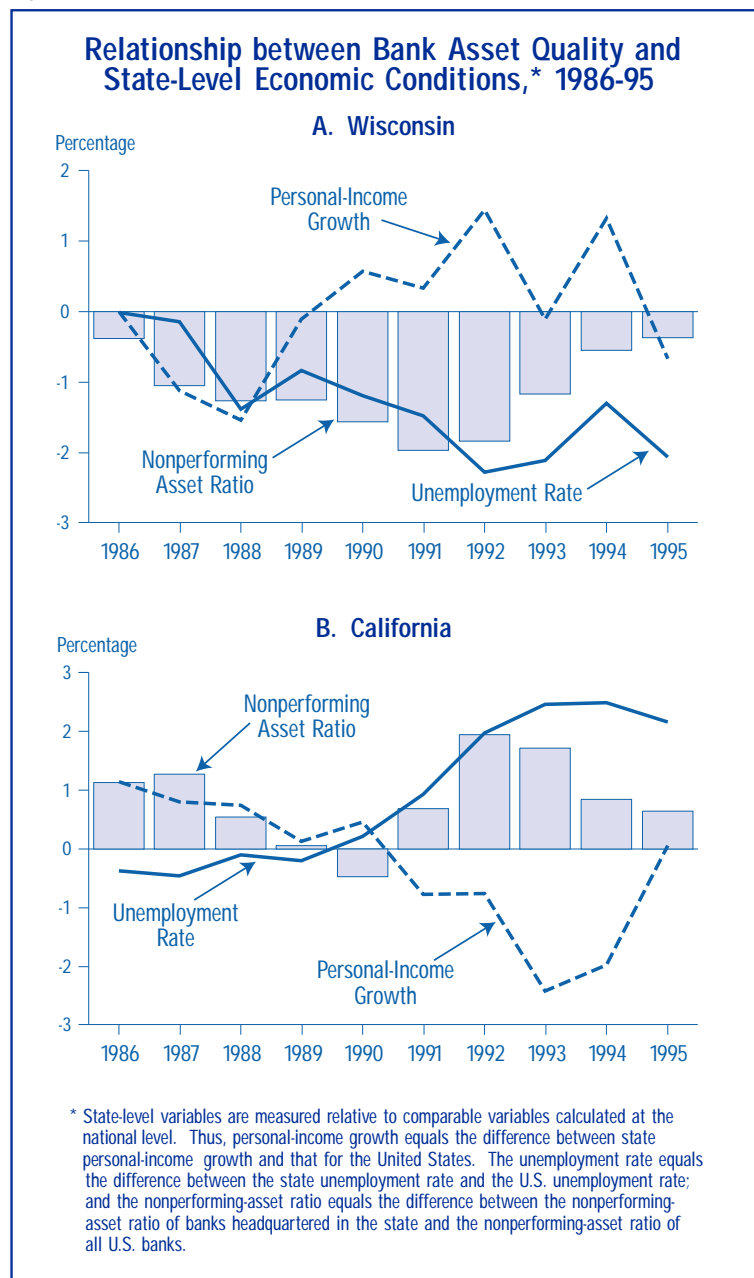 Relationship between Bank Asset Quality and
State-Level Economic Conditions,* 1986-95
A. Wisconsin
Percentage
2
1
0
-1
-2
-3
Personal-Income
Growth
Nonperforming
Asset Ratio
Unemployment Rate
1986 1987 1988 1989 1990 1991 1992 1993 1994 1995
B. California
Percentage
3
2
1
0
-1
-2
-3
Nonperforming
Asset Ratio
Unemployment
Rate
Personal-Income
Growth
1986 1987 1988 1989 1990 1991 1992 1993 1994 1995
* State-level variables are measured relative to comparable variables calculated at the
national level. Thus, personal-income growth equals the difference between state
personal-income growth and that for the United States. The unemployment rate equals
the difference between the state unemployment rate and the U.S. unemployment rate;
and the nonperforming-asset ratio equals the difference between the nonperforming-
asset ratio of banks headquartered in the state and the nonperforming-asset ratio of
all U.S. banks.